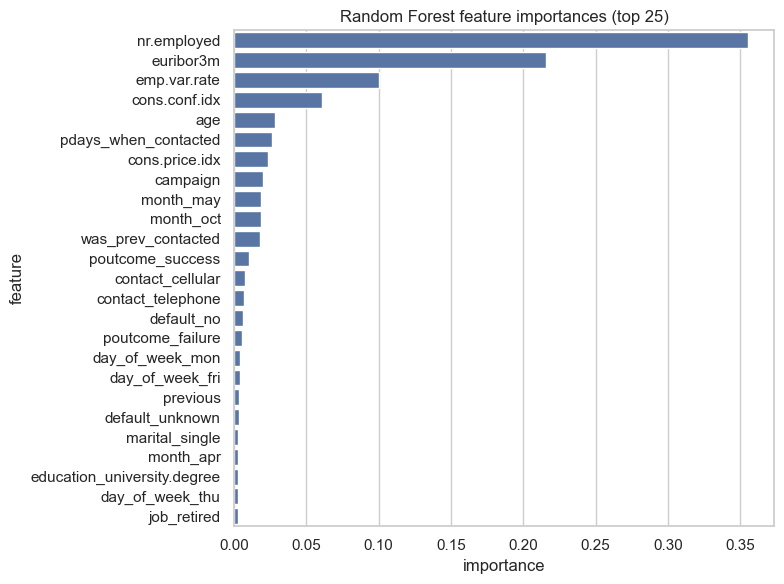 Random Forest feature importances (top 25)
nr.employed
euribor3m
emp.var.rate
cons.conf.idx
age
pdays_when_contacted
cons.price.idx
campaign
month_may
month_oct
was_prev_contacted
poutcome_success
contact_cellular
contact_telephone
default_no
poutcome_failure
day_of_week_mon
day_of_week_fri
previous
default_unknown
marital_single
month_apr
education_university.degree
day_of_week_thu
job_retired
feature
0.00 0.05 0.10 0.15 0.20 0.25 0.30 0.35
importance